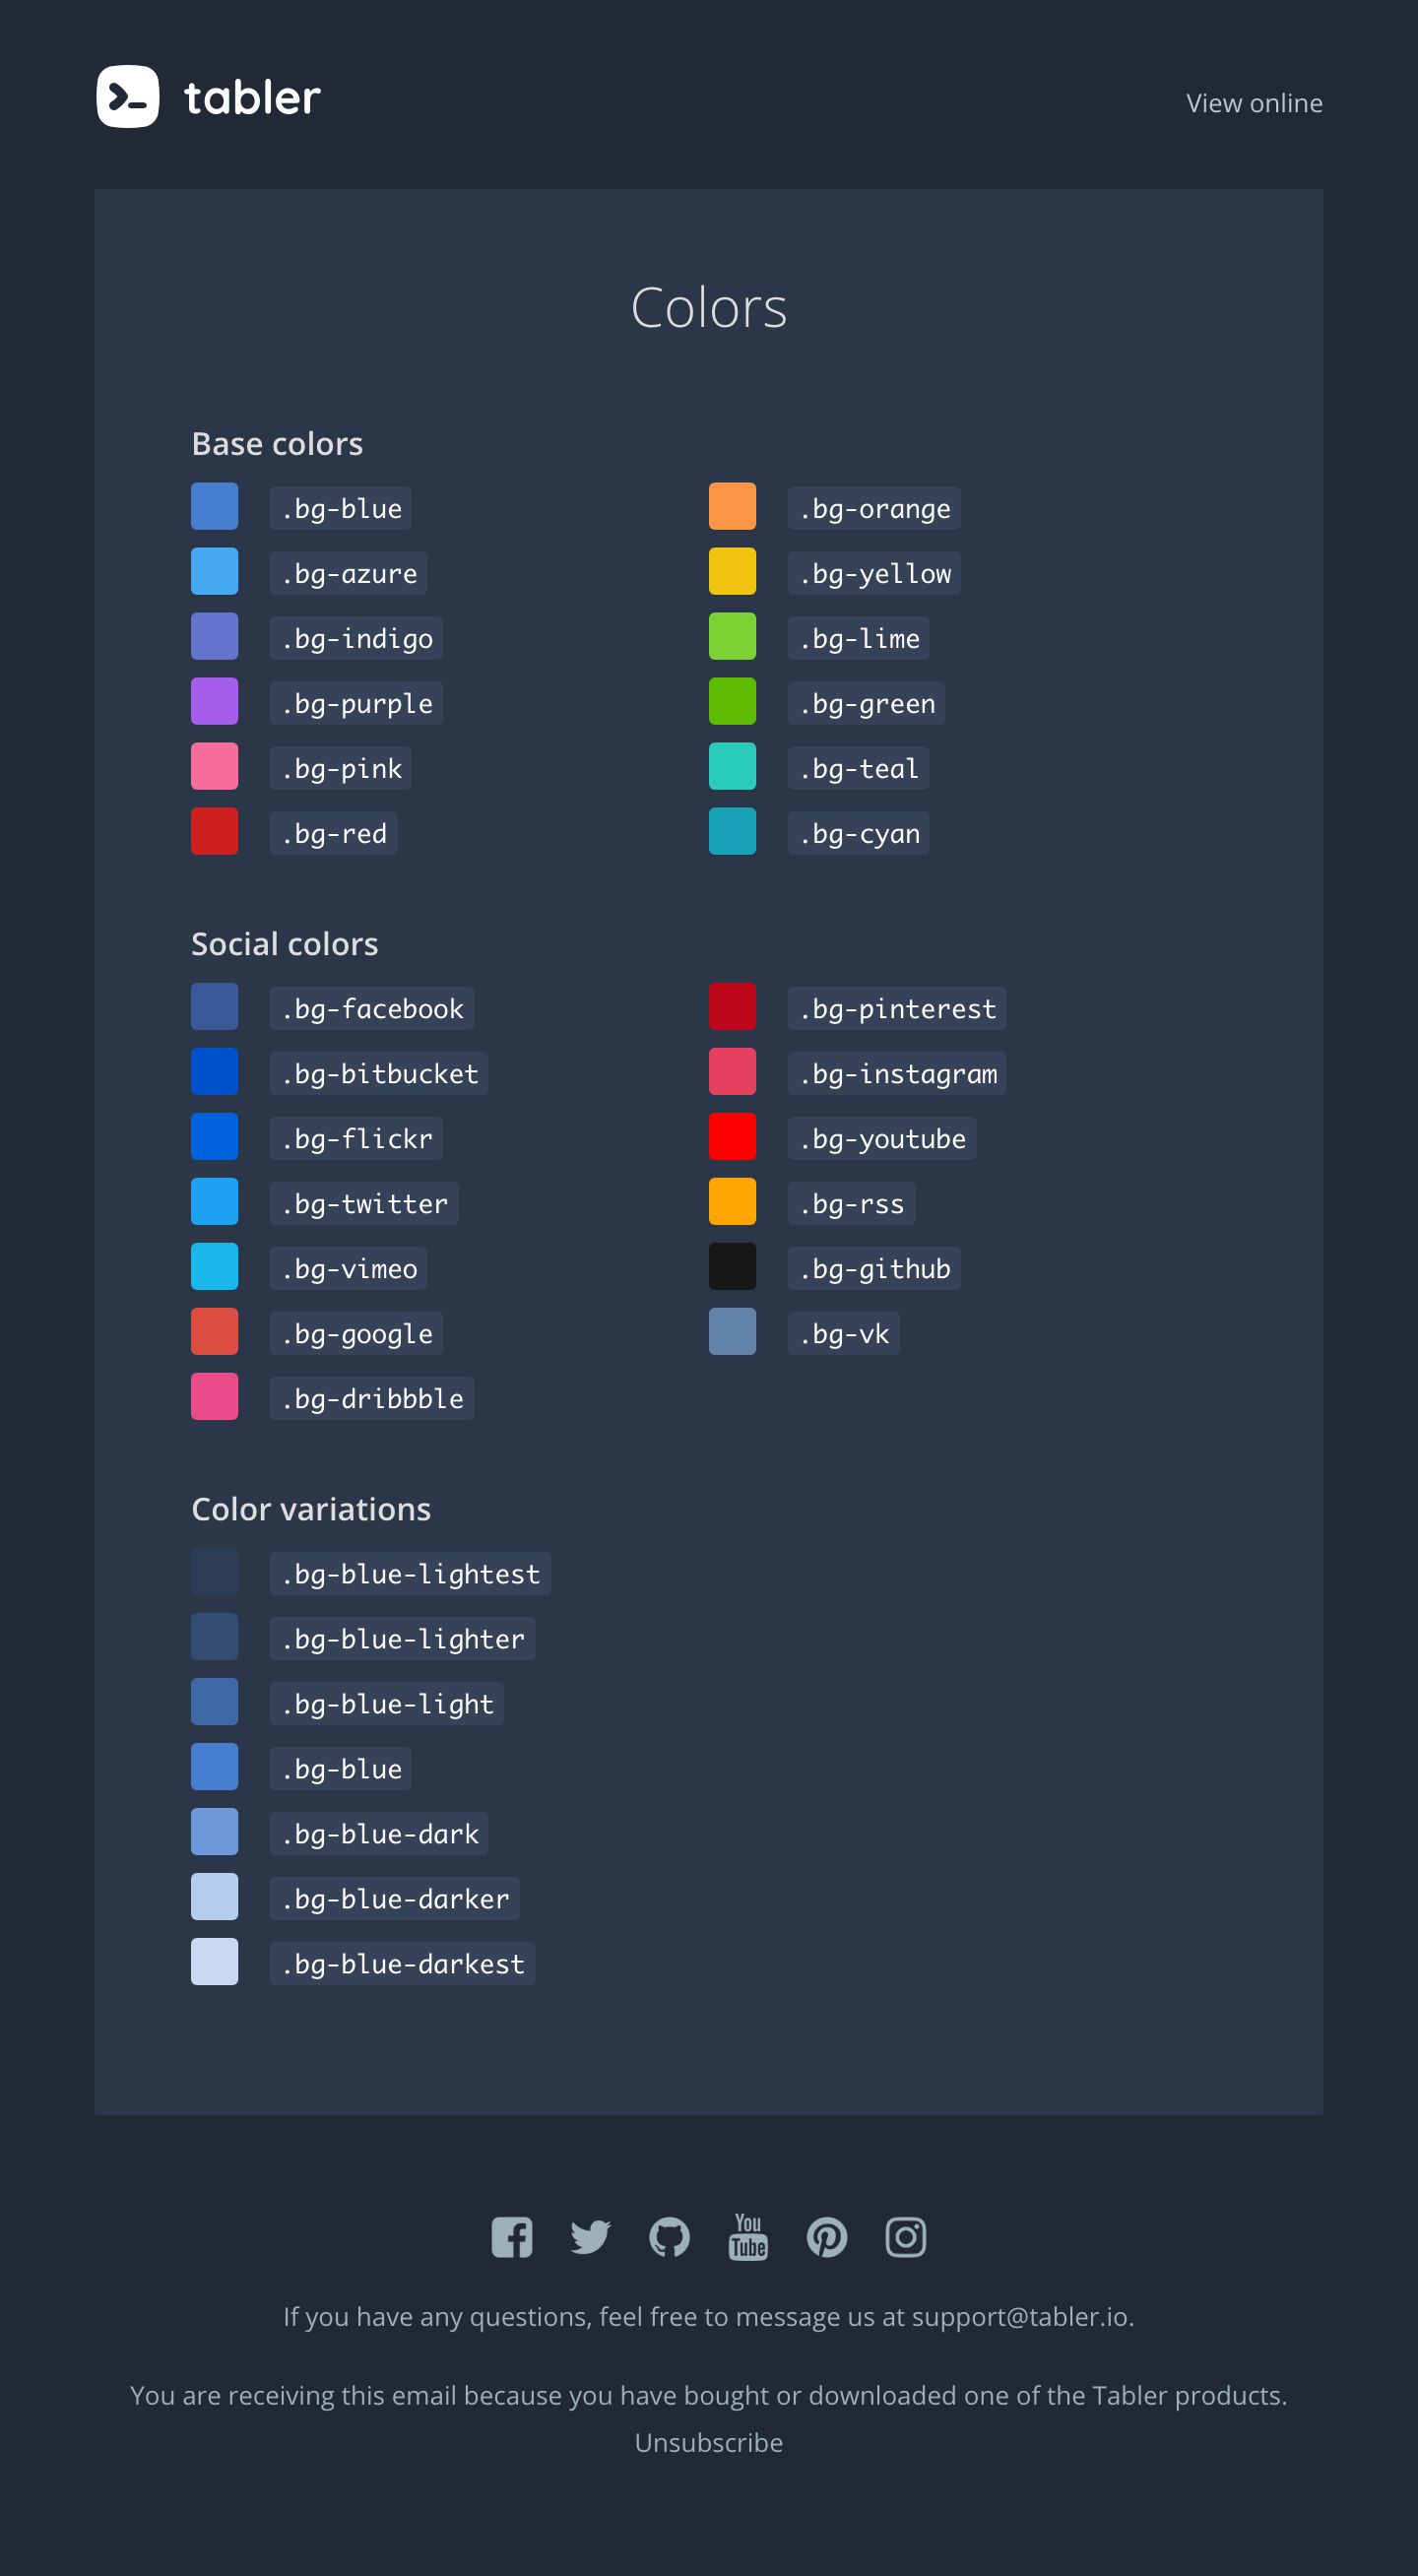 tabler
View online
Colors
Base colors
.bg-blue
.bg-azure
.bg-indigo
.bg-purple
.bg-pink
.bg-red
.bg-orange
.bg-yellow
.bg-lime
.bg-green
.bg-teal
.bg-cyan
Social colors
.bg-facebook
.bg-bitbucket
.bg-flickr
.bg-twitter
.bg-vimeo
.bg-google
.bg-dribbble
.bg-pinterest
.bg-instagram
.bg-youtube
.bg-rss
.bg-github
.bg-vk
Color variations
.bg-blue-lightest
.bg-blue-lighter
.bg-blue-light
.bg-blue
.bg-blue-dark
.bg-blue-darker
.bg-blue-darkest
You
Tube
If you have any questions, feel free to message us at support@tabler.io.
You are receiving this email because you have bought or downloaded one of the Tabler products.
Unsubscribe